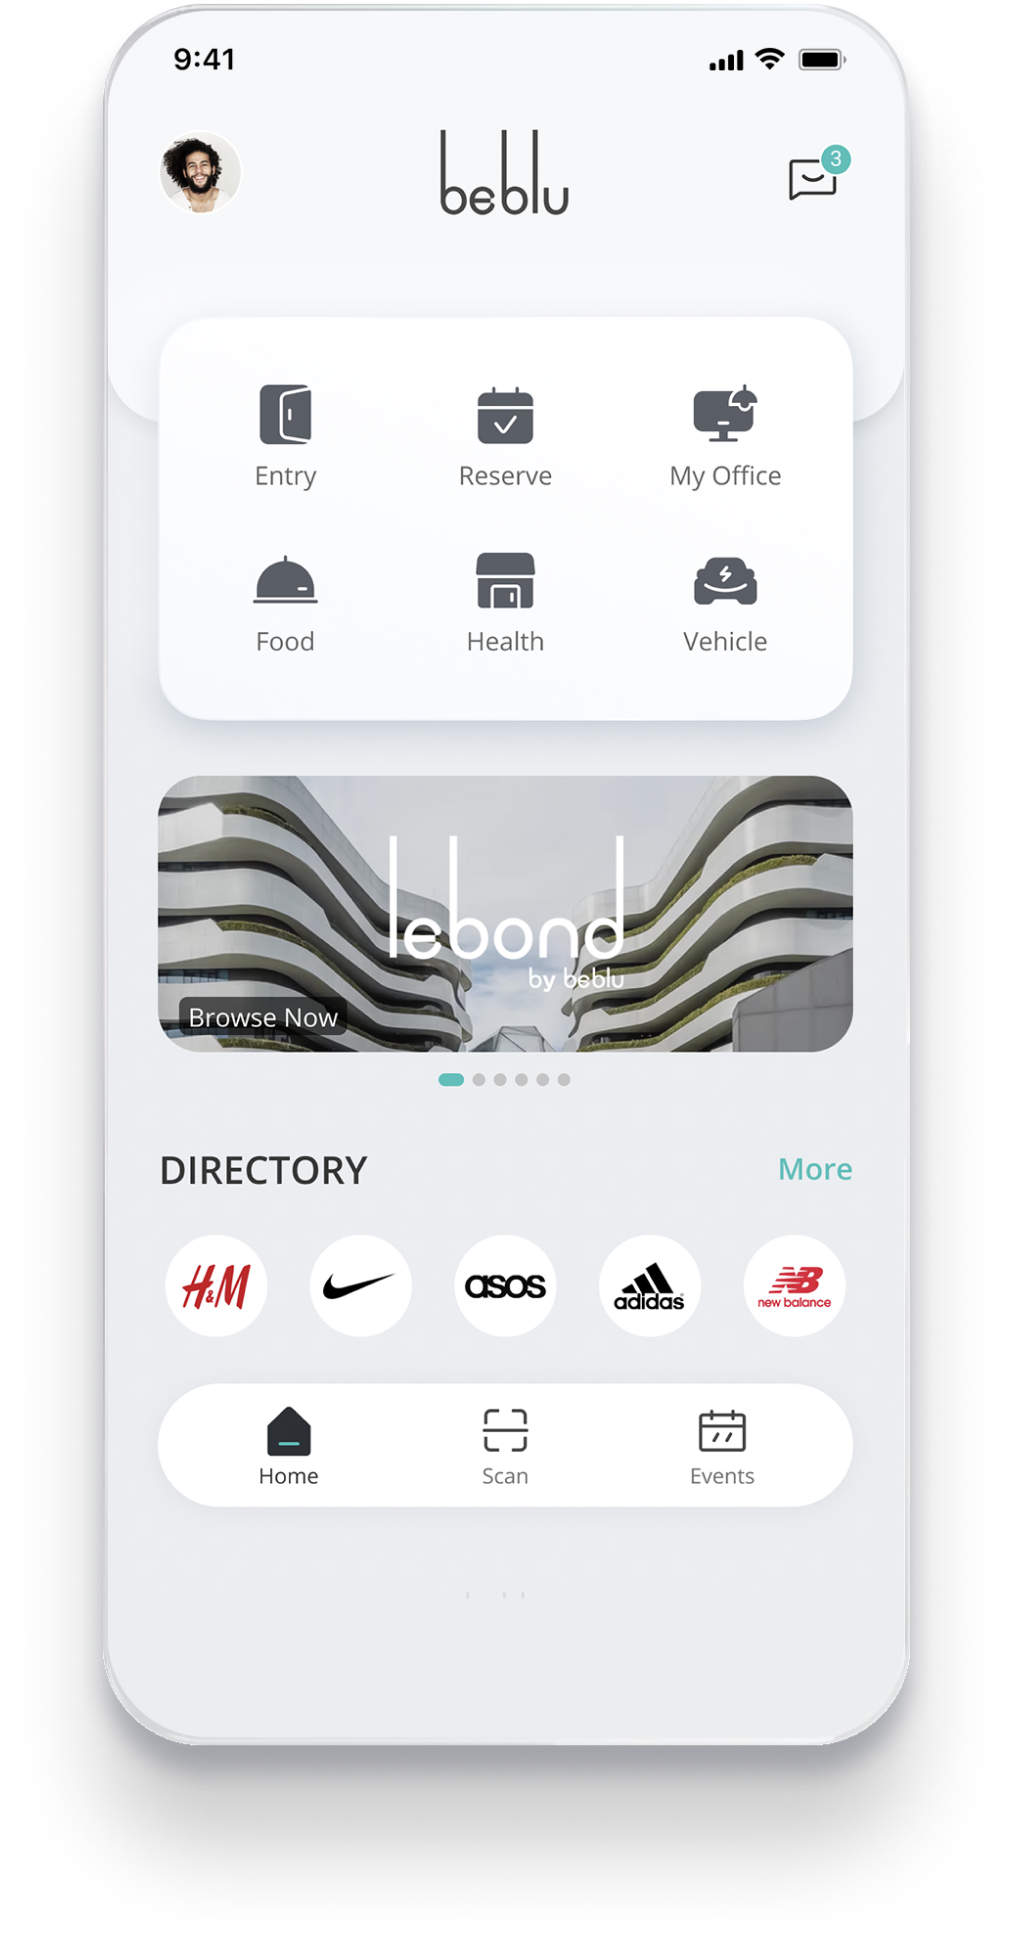 9:41
beblu
3
Entry
Reserve
My Office
Food
Health
Vehicle
lebond
by beblu
Browse Now
DIRECTORY
More
H&M
asos
adidas
NB
new balance
Home
Scan
Events